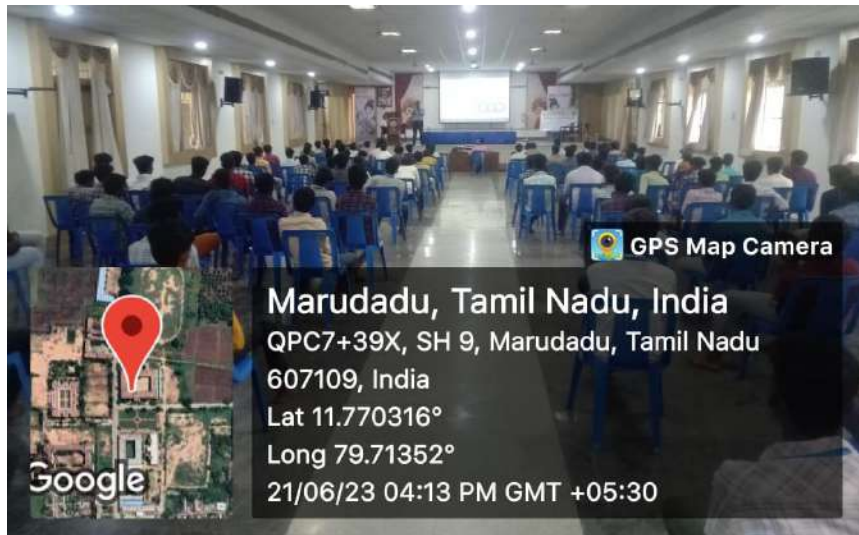 GPS Map Camera
Marudadu, Tamil Nadu, India
QPC7+39X, SH 9, Marudadu, Tamil Nadu
607109, India
Lat 11.770316°
Long 79.71352°
21/06/23 04:13 PM GMT +05:30
Google